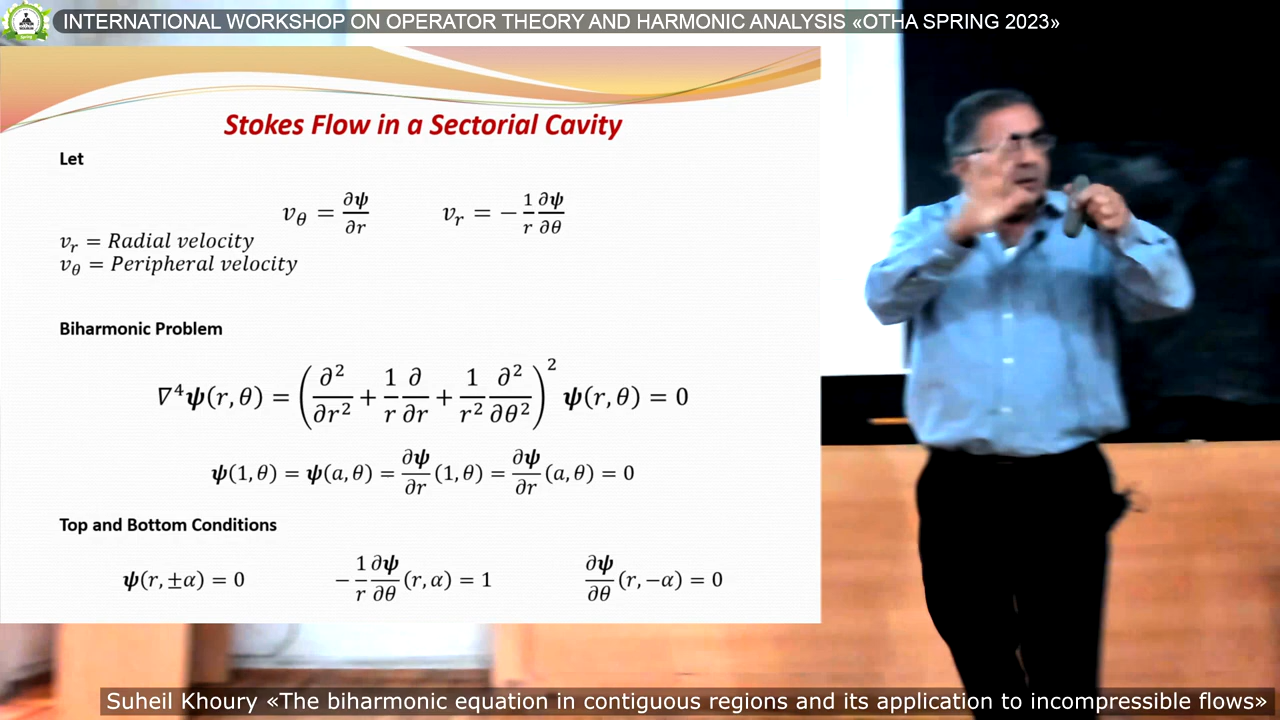 INTERNATIONAL WORKSHOP ON OPERATOR THEORY AND HARMONIC ANALYSIS «OTHA SPRING 2023»
Stokes Flow in a Sectorial Cavity
Let
v_θ = ∂ψ/∂r    v_r = −(1/r) ∂ψ/∂θ
v_r = Radial velocity
v_θ = Peripheral velocity
Biharmonic Problem
∇⁴ψ(r, θ) = (∂²/∂r² + (1/r) ∂/∂r + (1/r²) ∂²/∂θ²)² ψ(r, θ) = 0
ψ(1, θ) = ψ(a, θ) = ∂ψ/∂r (1, θ) = ∂ψ/∂r (a, θ) = 0
Top and Bottom Conditions
ψ(r, ±α) = 0    −(1/r) ∂ψ/∂θ (r, α) = 1    ∂ψ/∂θ (r, −α) = 0
Suheil Khoury «The biharmonic equation in contiguous regions and its application to incompressible flows»